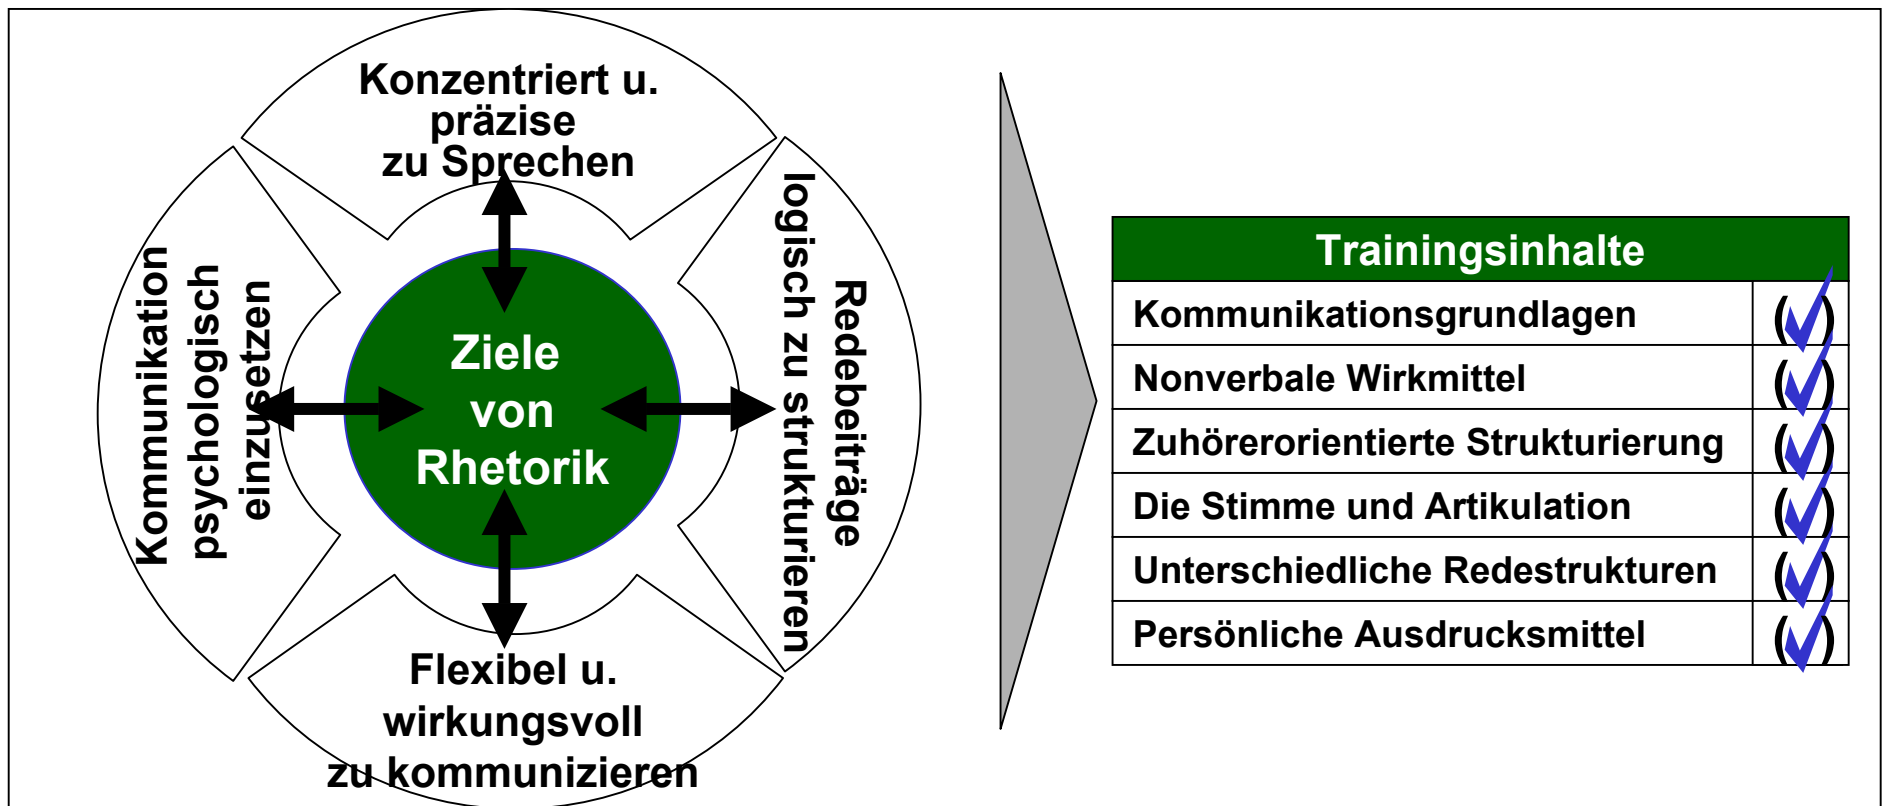 Konzentriert u.
präzise
zu Sprechen
Kommunikation
psychologisch
einzusetzen
Ziele
von
Rhetorik
Redebeiträge
logisch zu strukturieren
Flexibel u.
wirkungsvoll
zu kommunizieren
Trainingsinhalte
Kommunikationsgrundlagen (✓)
Nonverbale Wirkmittel (✓)
Zuhörerorientierte Strukturierung (✓)
Die Stimme und Artikulation (✓)
Unterschiedliche Redestrukturen (✓)
Persönliche Ausdrucksmittel (✓)